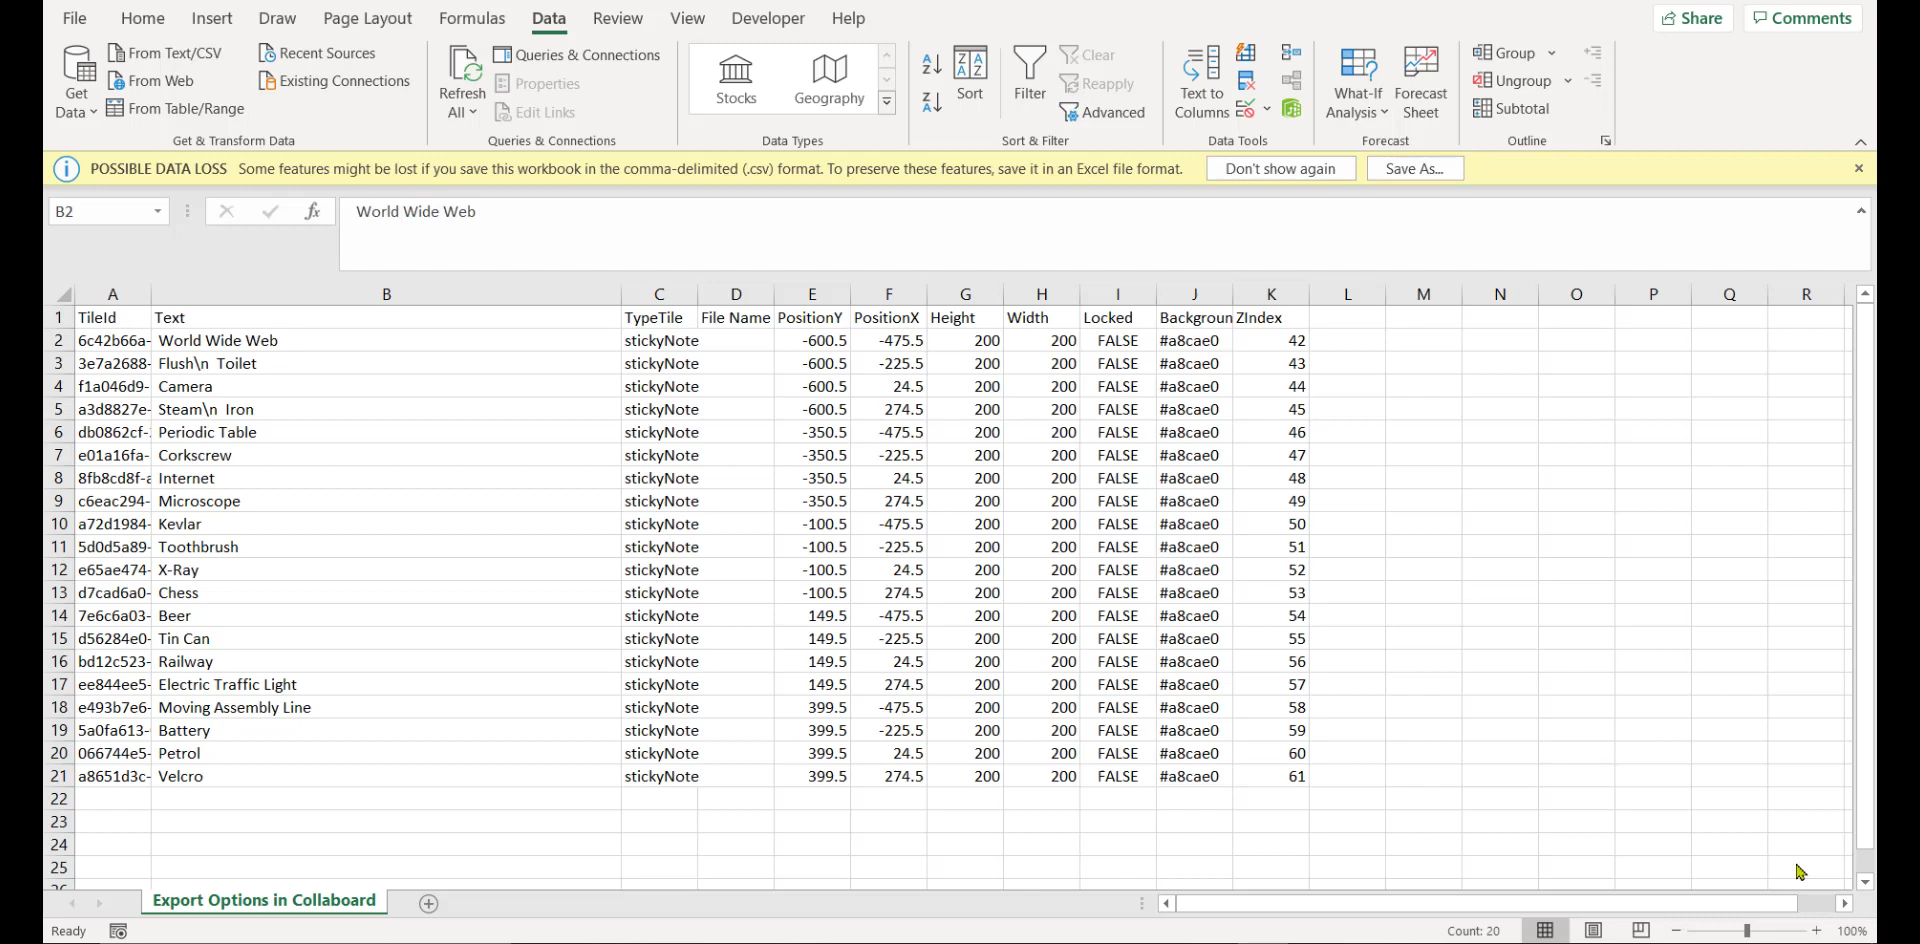 File Home Insert Draw Page Layout Formulas Data Review View Developer Help Share Comments
Get Data From Text/CSV From Web From Table/Range Recent Sources Existing Connections
Get & Transform Data
Refresh All Queries & Connections Properties Edit Links
Queries & Connections
Stocks Geography
Data Types
Sort Filter Clear Reapply Advanced
Sort & Filter
Text to Columns
Data Tools
What-If Analysis Forecast Sheet
Forecast
Group Ungroup Subtotal
Outline
POSSIBLE DATA LOSS Some features might be lost if you save this workbook in the comma-delimited (.csv) format. To preserve these features, save it in an Excel file format. Don't show again Save As...
B2 fx World Wide Web
A B C D E F G H I J K L M N O P Q R
1 TileId Text TypeTile File Name PositionY PositionX Height Width Locked Backgroun ZIndex
2 6c42b66a- World Wide Web stickyNote -600.5 -475.5 200 200 FALSE #a8cae0 42
3 3e7a2688- Flush\n Toilet stickyNote -600.5 -225.5 200 200 FALSE #a8cae0 43
4 f1a046d9- Camera stickyNote -600.5 24.5 200 200 FALSE #a8cae0 44
5 a3d8827e- Steam\n Iron stickyNote -600.5 274.5 200 200 FALSE #a8cae0 45
6 db0862cf- Periodic Table stickyNote -350.5 -475.5 200 200 FALSE #a8cae0 46
7 e01a16fa- Corkscrew stickyNote -350.5 -225.5 200 200 FALSE #a8cae0 47
8 8fb8cd8f-a Internet stickyNote -350.5 24.5 200 200 FALSE #a8cae0 48
9 c6eac294- Microscope stickyNote -350.5 274.5 200 200 FALSE #a8cae0 49
10 a72d1984- Kevlar stickyNote -100.5 -475.5 200 200 FALSE #a8cae0 50
11 5d0d5a89- Toothbrush stickyNote -100.5 -225.5 200 200 FALSE #a8cae0 51
12 e65ae474- X-Ray stickyNote -100.5 24.5 200 200 FALSE #a8cae0 52
13 d7cad6a0- Chess stickyNote -100.5 274.5 200 200 FALSE #a8cae0 53
14 7e6c6a03- Beer stickyNote 149.5 -475.5 200 200 FALSE #a8cae0 54
15 d56284e0- Tin Can stickyNote 149.5 -225.5 200 200 FALSE #a8cae0 55
16 bd12c523- Railway stickyNote 149.5 24.5 200 200 FALSE #a8cae0 56
17 ee844ee5- Electric Traffic Light stickyNote 149.5 274.5 200 200 FALSE #a8cae0 57
18 e493b7e6- Moving Assembly Line stickyNote 399.5 -475.5 200 200 FALSE #a8cae0 58
19 5a0fa613- Battery stickyNote 399.5 -225.5 200 200 FALSE #a8cae0 59
20 066744e5- Petrol stickyNote 399.5 24.5 200 200 FALSE #a8cae0 60
21 a8651d3c- Velcro stickyNote 399.5 274.5 200 200 FALSE #a8cae0 61
22
23
24
25
Export Options in Collaboard
Ready Count: 20 100%